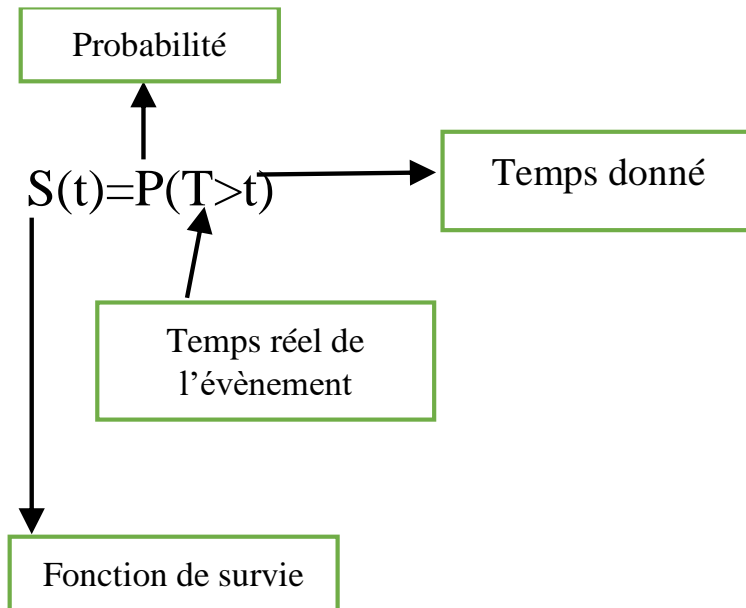 Probabilité
S(t)=P(T>t)
Temps donné
Temps réel de
l’évènement
Fonction de survie